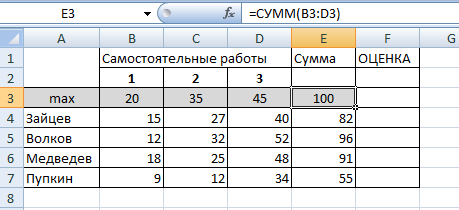 E3 fx =СУММ(B3:D3)
A B C D E F G
1 Самостоятельные работы Сумма ОЦЕНКА
2 1 2 3
3 max 20 35 45 100
4 Зайцев 15 27 40 82
5 Волков 12 32 52 96
6 Медведев 18 25 48 91
7 Пупкин 9 12 34 55
8